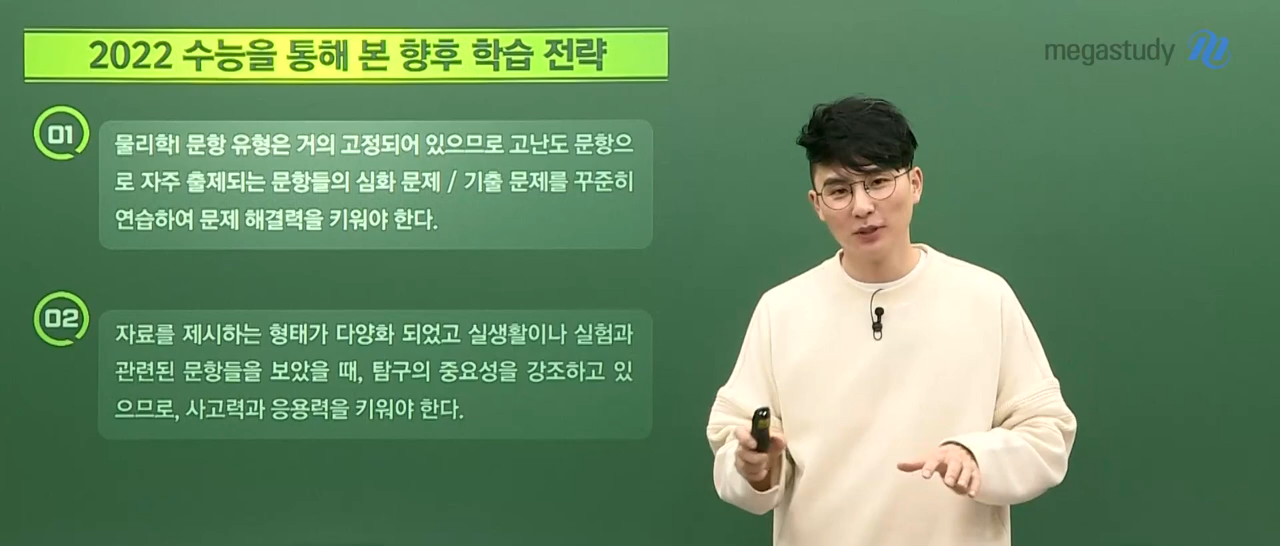 2022 수능을 통해 본 향후 학습 전략
megastudy
01
물리학I 문항 유형은 거의 고정되어 있으므로 고난도 문항으
로 자주 출제되는 문항들의 심화 문제 / 기출 문제를 꾸준히
연습하여 문제 해결력을 키워야 한다.
02
자료를 제시하는 형태가 다양화 되었고 실생활이나 실험과
관련된 문항들을 보았을 때, 탐구의 중요성을 강조하고 있
으므로, 사고력과 응용력을 키워야 한다.